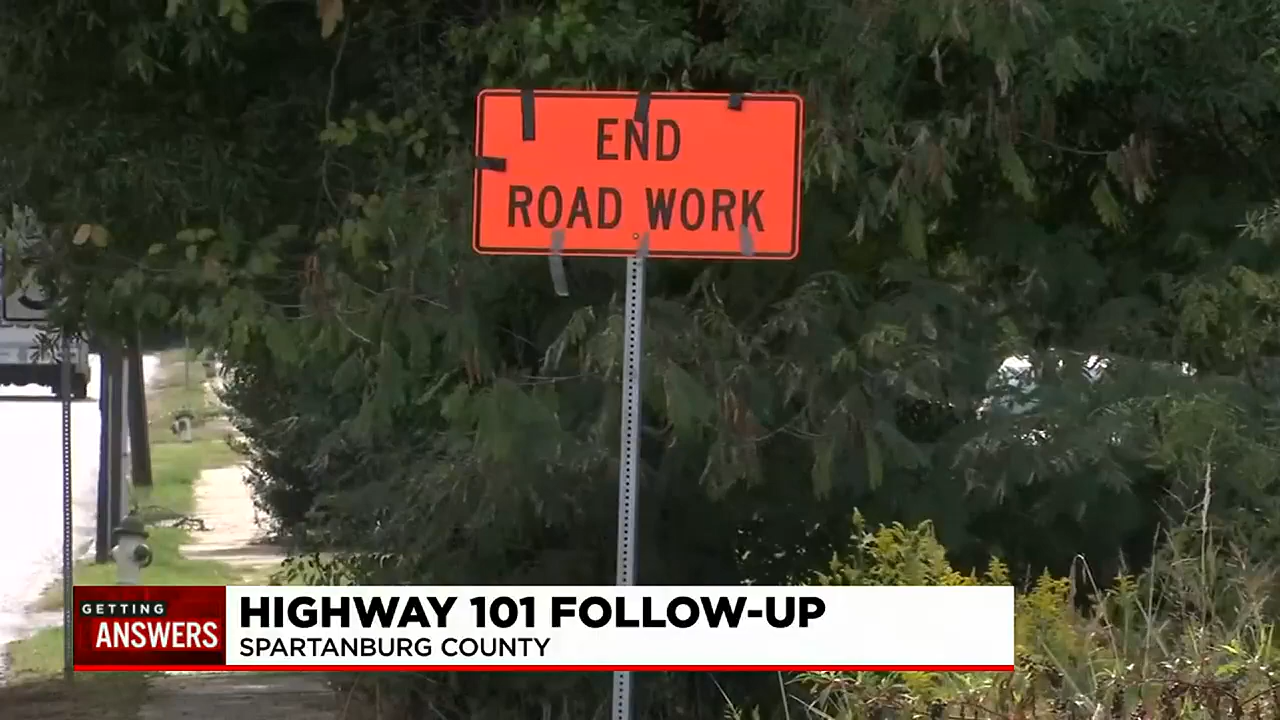 END
ROAD WORK
GETTING
ANSWERS
HIGHWAY 101 FOLLOW-UP
SPARTANBURG COUNTY